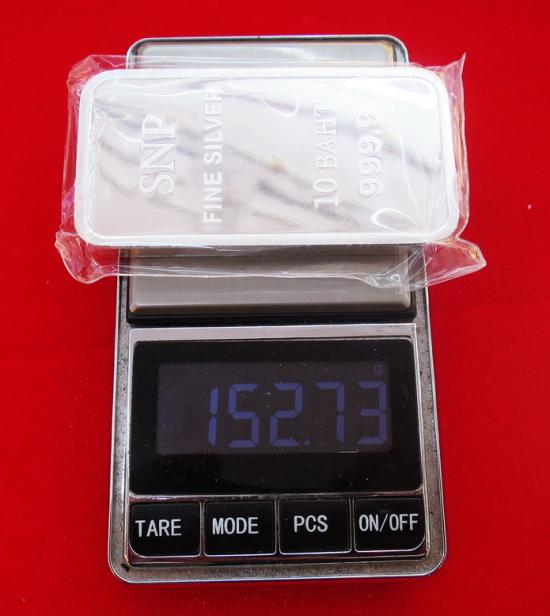 SNP
FINE SILVER
10 BAHT
999.9
g
152.73
TARE
MODE
PCS
ON/OFF